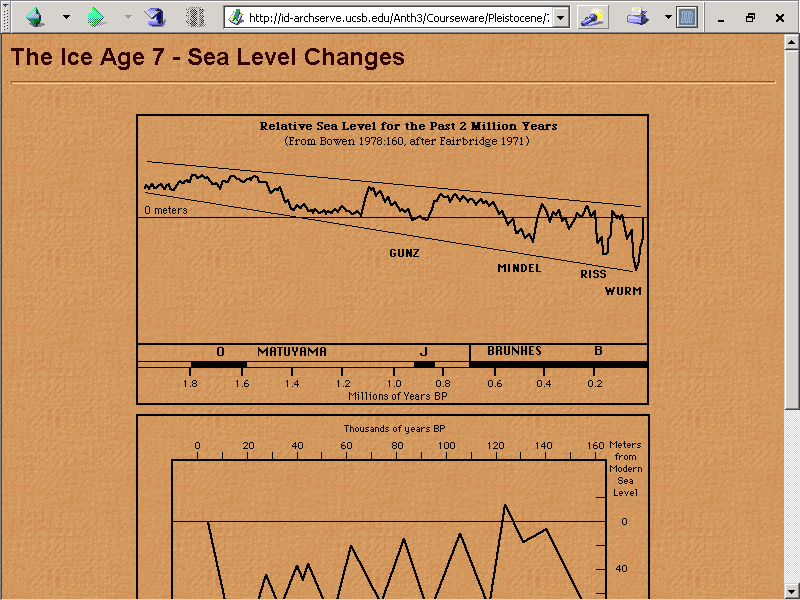 http://id-archserve.ucsb.edu/Anth3/Courseware/Pleistocene/
The Ice Age 7 - Sea Level Changes
Relative Sea Level for the Past 2 Million Years
(From Bowen 1978:160, after Fairbridge 1971)
0 meters
GUNZ
MINDEL
RISS
WURM
O MATUYAMA J BRUNHES B
1.8 1.6 1.4 1.2 1.0 0.8 0.6 0.4 0.2
Millions of Years BP
Thousands of years BP
0 20 40 60 80 100 120 140 160
Meters
from
Modern
Sea
Level
0
40